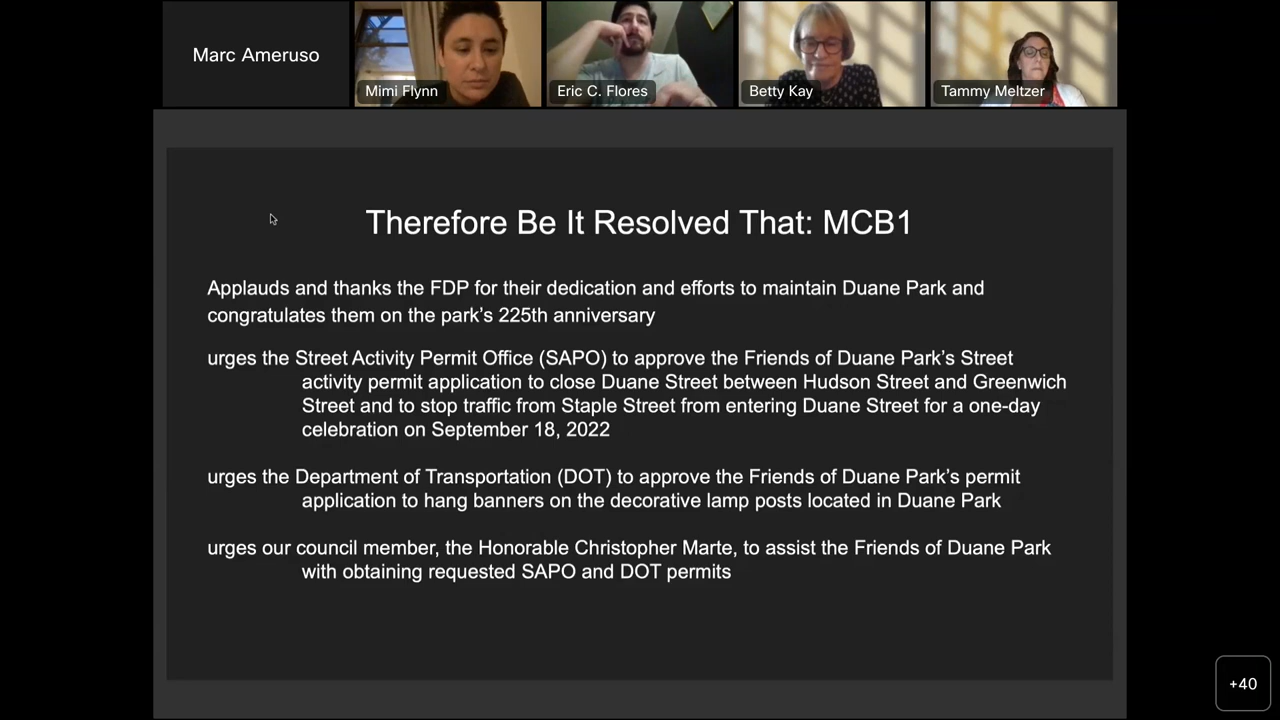 Marc Ameruso
Mimi Flynn
Eric C. Flores
Betty Kay
Tammy Meltzer
Therefore Be It Resolved That: MCB1
Applauds and thanks the FDP for their dedication and efforts to maintain Duane Park and
congratulates them on the park's 225th anniversary
urges the Street Activity Permit Office (SAPO) to approve the Friends of Duane Park's Street
activity permit application to close Duane Street between Hudson Street and Greenwich
Street and to stop traffic from Staple Street from entering Duane Street for a one-day
celebration on September 18, 2022
urges the Department of Transportation (DOT) to approve the Friends of Duane Park's permit
application to hang banners on the decorative lamp posts located in Duane Park
urges our council member, the Honorable Christopher Marte, to assist the Friends of Duane Park
with obtaining requested SAPO and DOT permits
+40